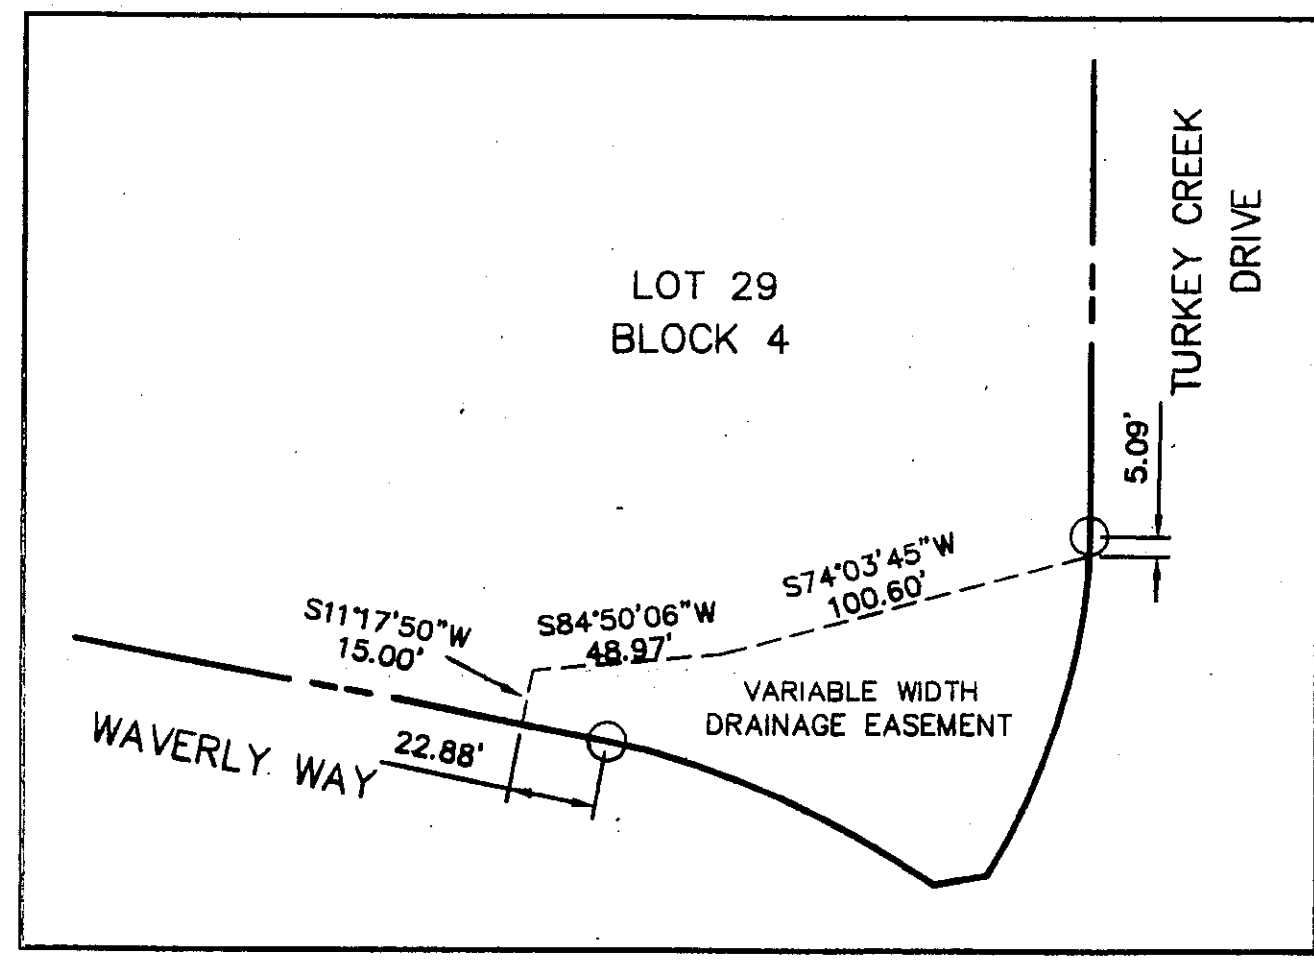 LOT 29
BLOCK 4
TURKEY CREEK
DRIVE
5.09'
S74°03'45"W
100.60'
S84°50'06"W
48.97'
S11°17'50"W
15.00'
VARIABLE WIDTH
DRAINAGE EASEMENT
22.88'
WAVERLY WAY